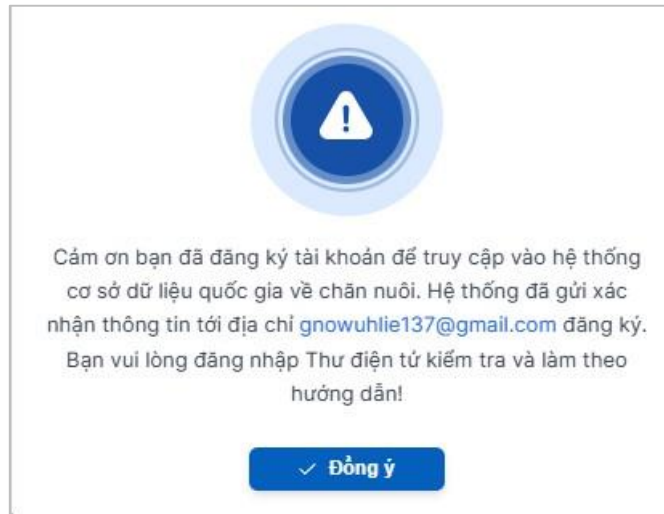 Cảm ơn bạn đã đăng ký tài khoản để truy cập vào hệ thống
cơ sở dữ liệu quốc gia về chăn nuôi. Hệ thống đã gửi xác
nhận thông tin tới địa chỉ gnowuhlie137@gmail.com đăng ký.
Bạn vui lòng đăng nhập Thư điện tử kiểm tra và làm theo
hướng dẫn!
Đồng ý